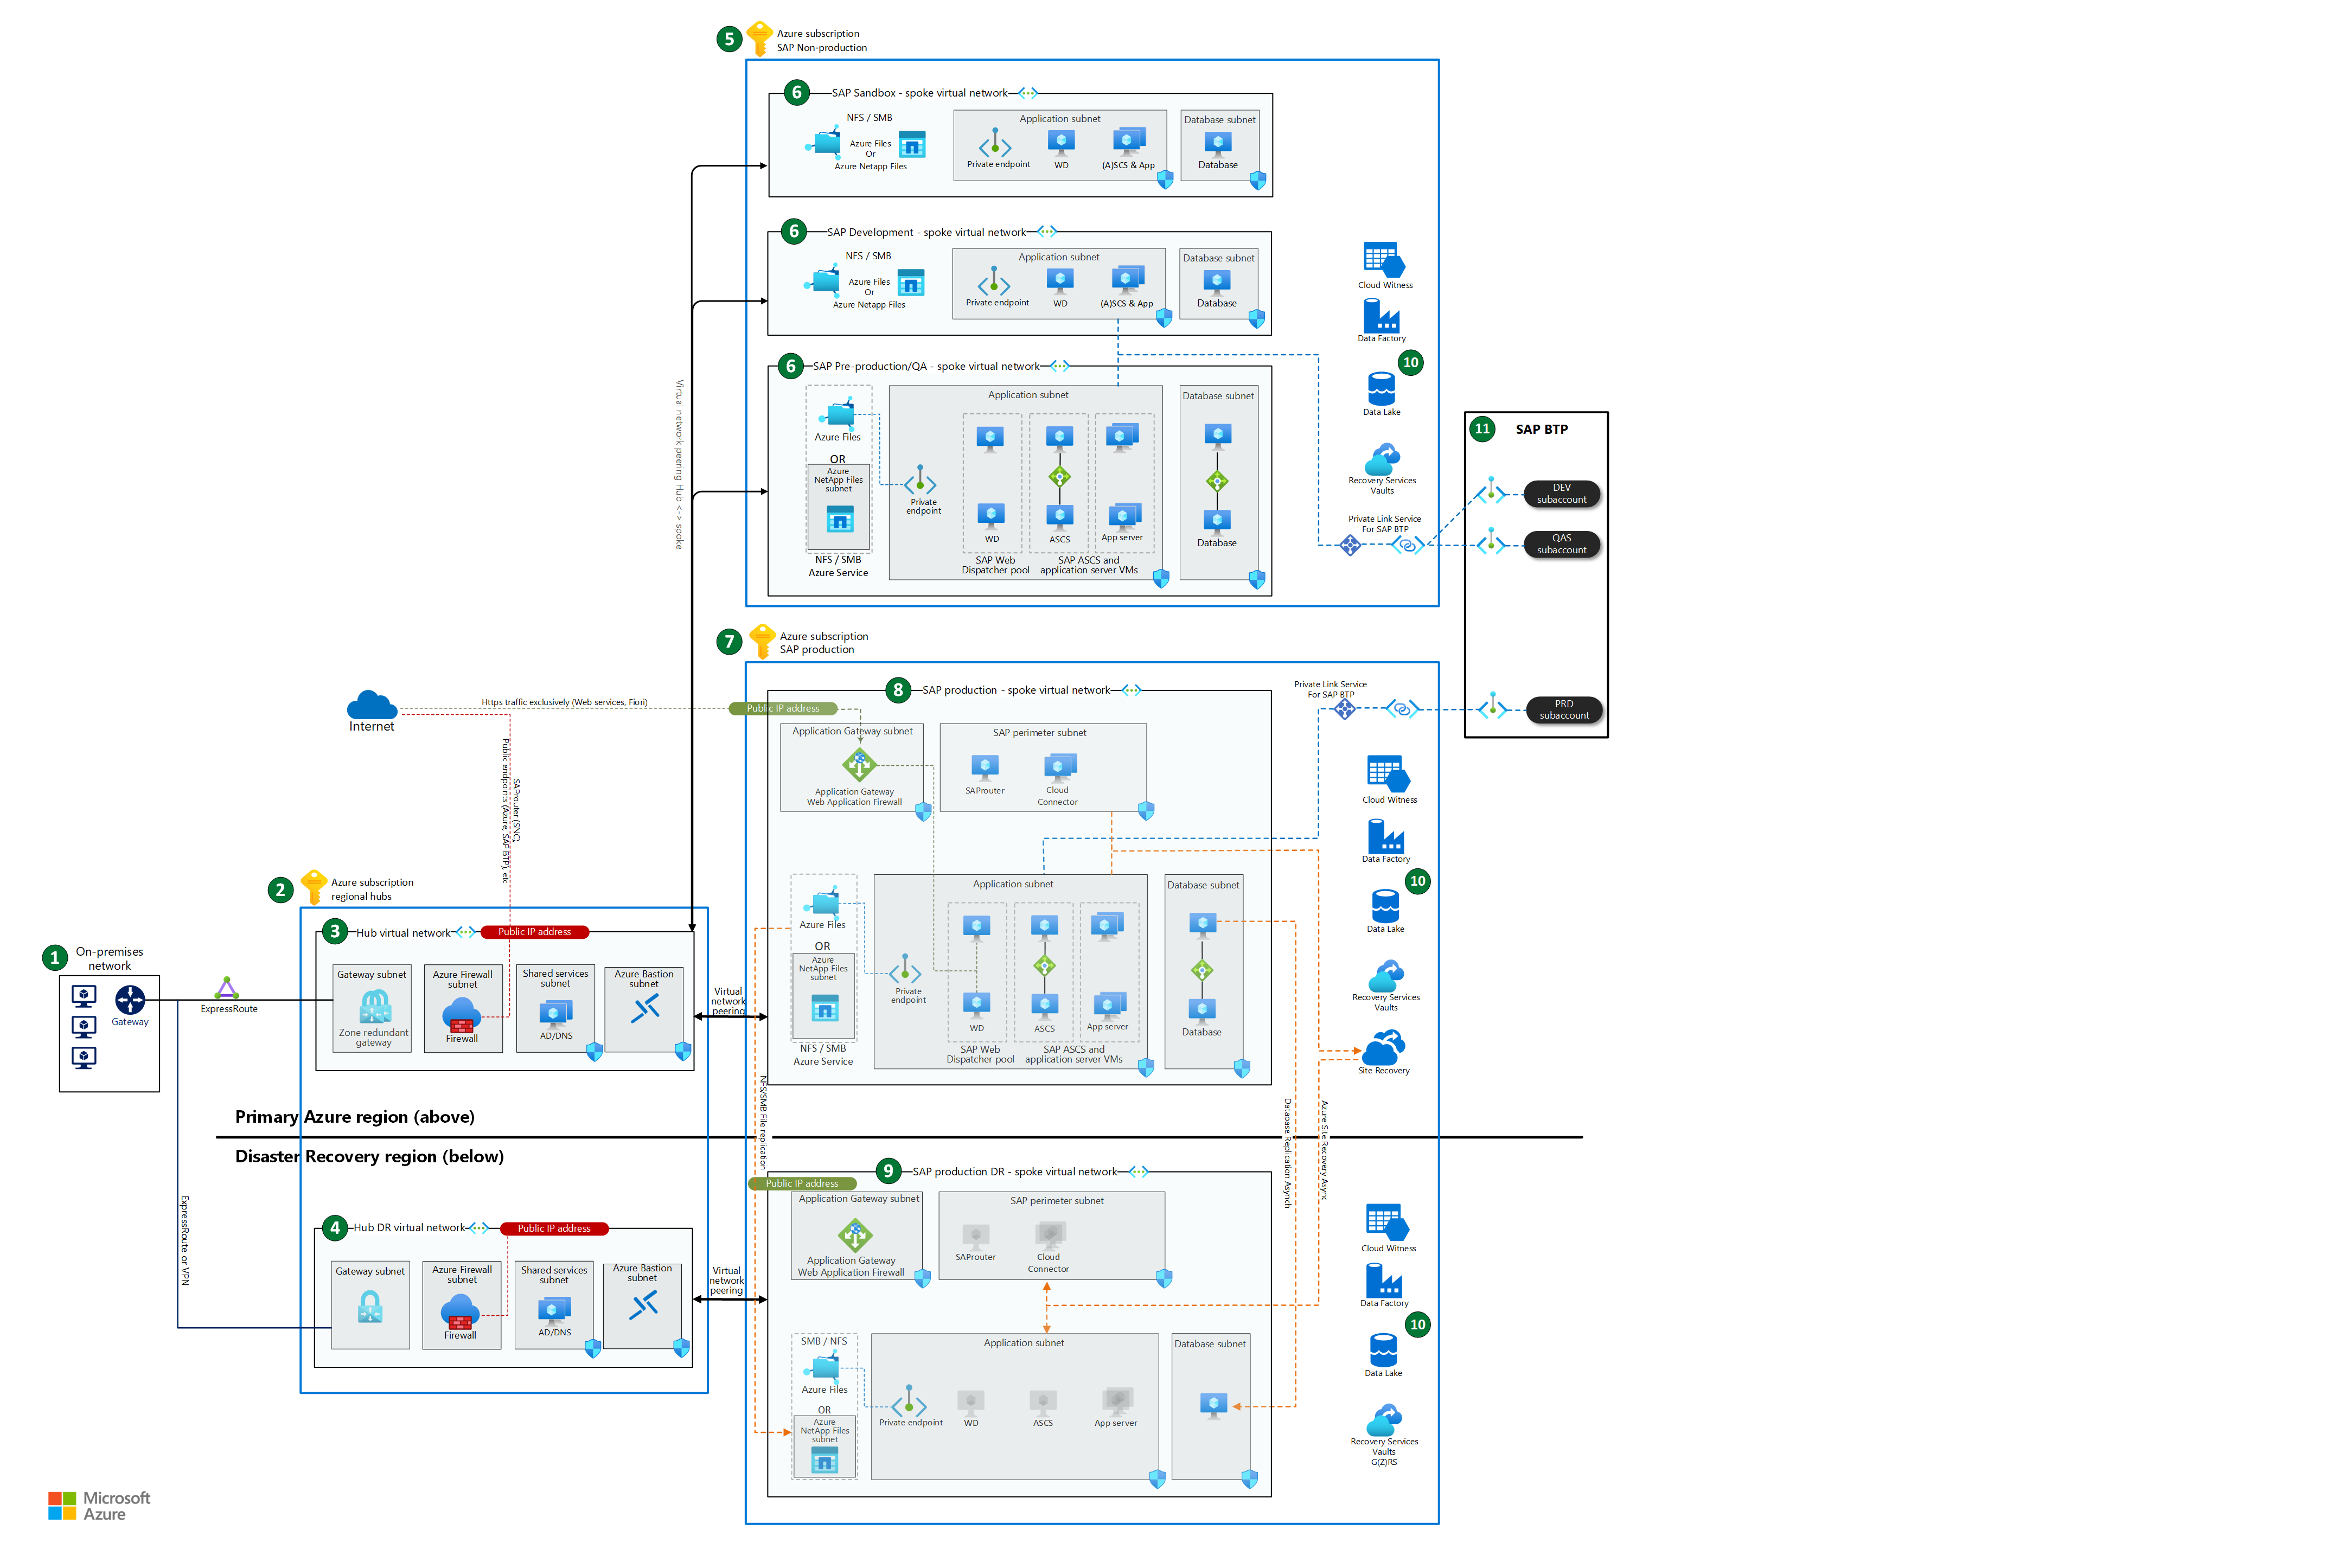 5
Azure subscription
SAP Non-production
6
SAP Sandbox - spoke virtual network
NFS / SMB
Azure Files
Or
Azure Netapp Files
Application subnet
Private endpoint
WD
(A)SCS & App
Database subnet
Database
6
SAP Development - spoke virtual network
NFS / SMB
Azure Files
Or
Azure Netapp Files
Application subnet
Private endpoint
WD
(A)SCS & App
Database subnet
Database
6
SAP Pre-production/QA - spoke virtual network
Azure Files
OR
Azure
NetApp Files
subnet
NFS / SMB
Azure Service
Application subnet
Private
endpoint
WD
SAP Web
Dispatcher pool
ASCS
App server
SAP ASCS and
application server VMs
Database subnet
Database
Cloud Witness
Data Factory
10
Data Lake
Recovery Services
Vaults
Private Link Service
For SAP BTP
11
SAP BTP
DEV
subaccount
QAS
subaccount
PRD
subaccount
Virtual network peering Hub <-> spoke
7
Azure subscription
SAP production
8
SAP production - spoke virtual network
Internet
Https traffic exclusively (Web services, Fiori)
Public IP address
SAProuter (SNC),
Public endpoints (Azure, SAP BTP), etc
Application Gateway subnet
Application Gateway
Web Application Firewall
SAP perimeter subnet
SAProuter
Cloud
Connector
Private Link Service
For SAP BTP
Azure Files
OR
Azure
NetApp Files
subnet
NFS / SMB
Azure Service
Application subnet
Private
endpoint
WD
SAP Web
Dispatcher pool
ASCS
App server
SAP ASCS and
application server VMs
Database subnet
Database
Cloud Witness
Data Factory
10
Data Lake
Recovery Services
Vaults
Site Recovery
2
Azure subscription
regional hubs
3
Hub virtual network
Public IP address
Gateway subnet
Zone redundant
gateway
Azure Firewall
subnet
Firewall
Shared services
subnet
AD/DNS
Azure Bastion
subnet
1
On-premises
network
Gateway
ExpressRoute
Virtual
network
peering
Primary Azure region (above)
Disaster Recovery region (below)
ExpressRoute or VPN
NFS/SMB File replication
Database Replication Asynch
Azure Site Recovery Async
4
Hub DR virtual network
Public IP address
Gateway subnet
Azure Firewall
subnet
Firewall
Shared services
subnet
AD/DNS
Azure Bastion
subnet
Virtual
network
peering
9
SAP production DR - spoke virtual network
Public IP address
Application Gateway subnet
Application Gateway
Web Application Firewall
SAP perimeter subnet
SAProuter
Cloud
Connector
SMB / NFS
Azure Files
OR
Azure
NetApp Files
subnet
Application subnet
Private endpoint
WD
ASCS
App server
Database subnet
Cloud Witness
Data Factory
10
Data Lake
Recovery Services
Vaults
G(Z)RS
Microsoft
Azure